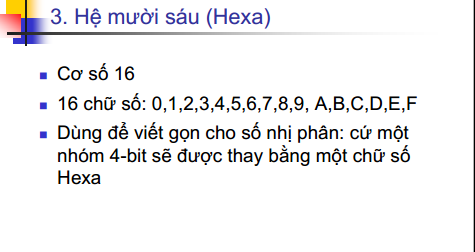 3. Hệ mười sáu (Hexa)
Cơ số 16
16 chữ số: 0,1,2,3,4,5,6,7,8,9, A,B,C,D,E,F
Dùng để viết gọn cho số nhị phân: cứ một
nhóm 4-bit sẽ được thay bằng một chữ số
Hexa